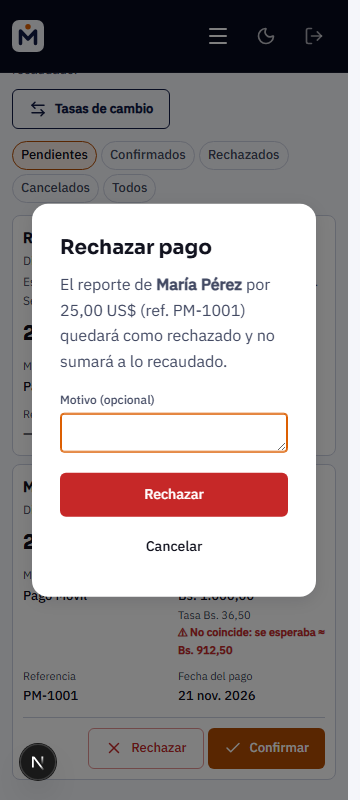 M
Tasas de cambio
Pendientes
Confirmados
Rechazados
Cancelados
Todos
Rechazar pago
El reporte de María Pérez por
25,00 US$ (ref. PM-1001)
quedará como rechazado y no
sumará a lo recaudado.
Motivo (opcional)
Rechazar
Cancelar
Pago Móvil
Bs. 1.000,00
Tasa Bs. 36,50
⚠ No coincide: se esperaba ≈
Bs. 912,50
Referencia
Fecha del pago
PM-1001
21 nov. 2026
Rechazar
Confirmar
N